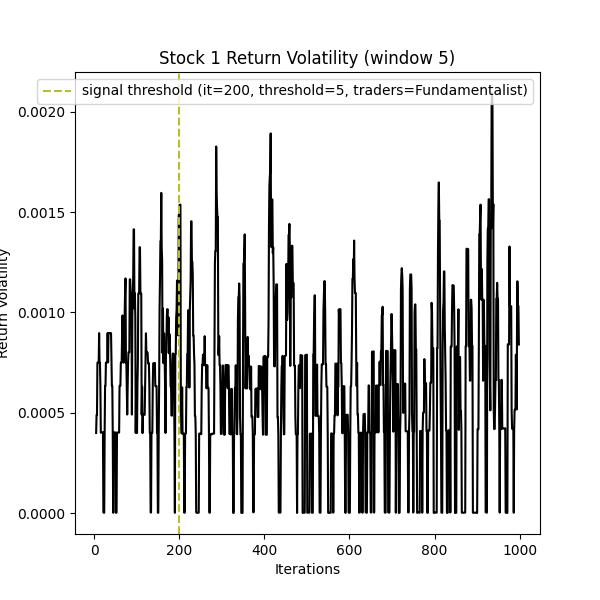 Stock 1 Return Volatility (window 5)
signal threshold (it=200, threshold=5, traders=Fundamentalist)
Return Volatility
0.0020
0.0015
0.0010
0.0005
0.0000
0
200
400
600
800
1000
Iterations